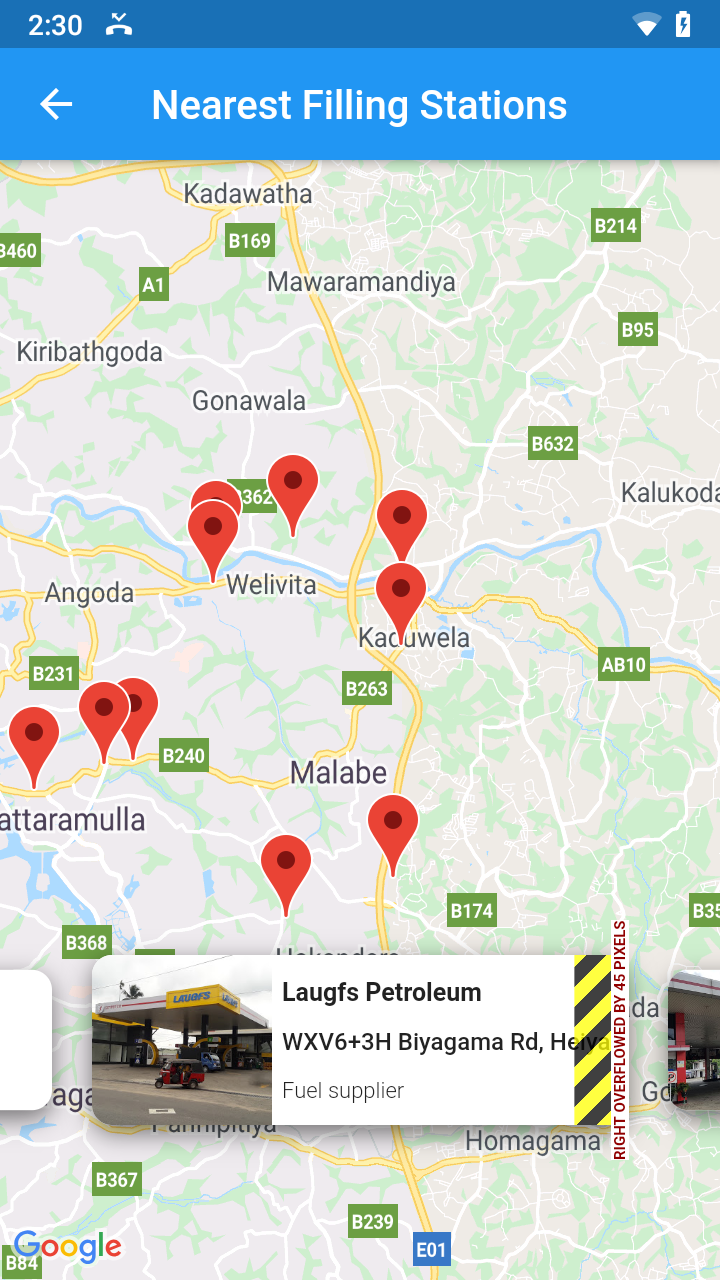 2:30
Nearest Filling Stations
Kadawatha
B214
B169
B460
A1
Mawaramandiya
B95
Kiribathgoda
Gonawala
B632
Kalukoda
B362
Angoda
Welivita
Kaduwela
B231
AB10
B263
B240
Malabe
attaramulla
B174
B35
B368
Laugfs Petroleum
WXV6+3H Biyagama Rd, Heiya
Fuel supplier
LAUGFS
RIGHT OVERFLOWED BY 45 PIXELS
da
aga
Go
Pannipitiya
Homagama
B367
B239
E01
Google
B84